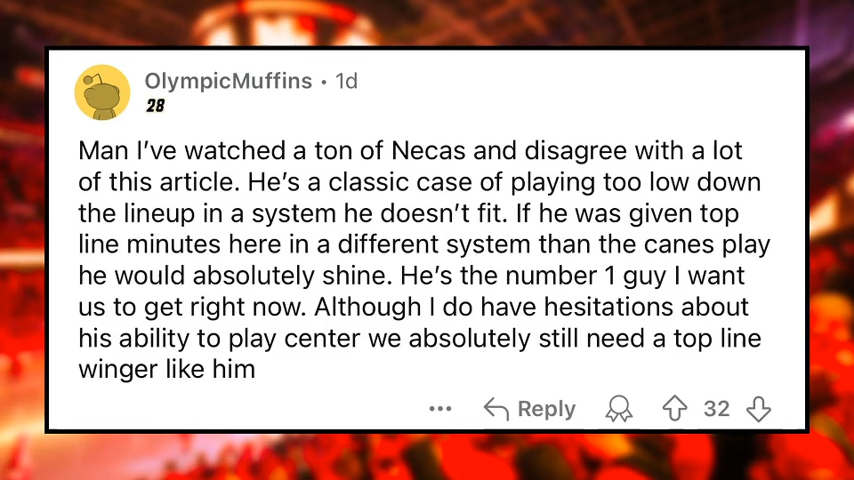 OlympicMuffins • 1d
28
Man I’ve watched a ton of Necas and disagree with a lot
of this article. He’s a classic case of playing too low down
the lineup in a system he doesn’t fit. If he was given top
line minutes here in a different system than the canes play
he would absolutely shine. He’s the number 1 guy I want
us to get right now. Although I do have hesitations about
his ability to play center we absolutely still need a top line
winger like him
... Reply 32